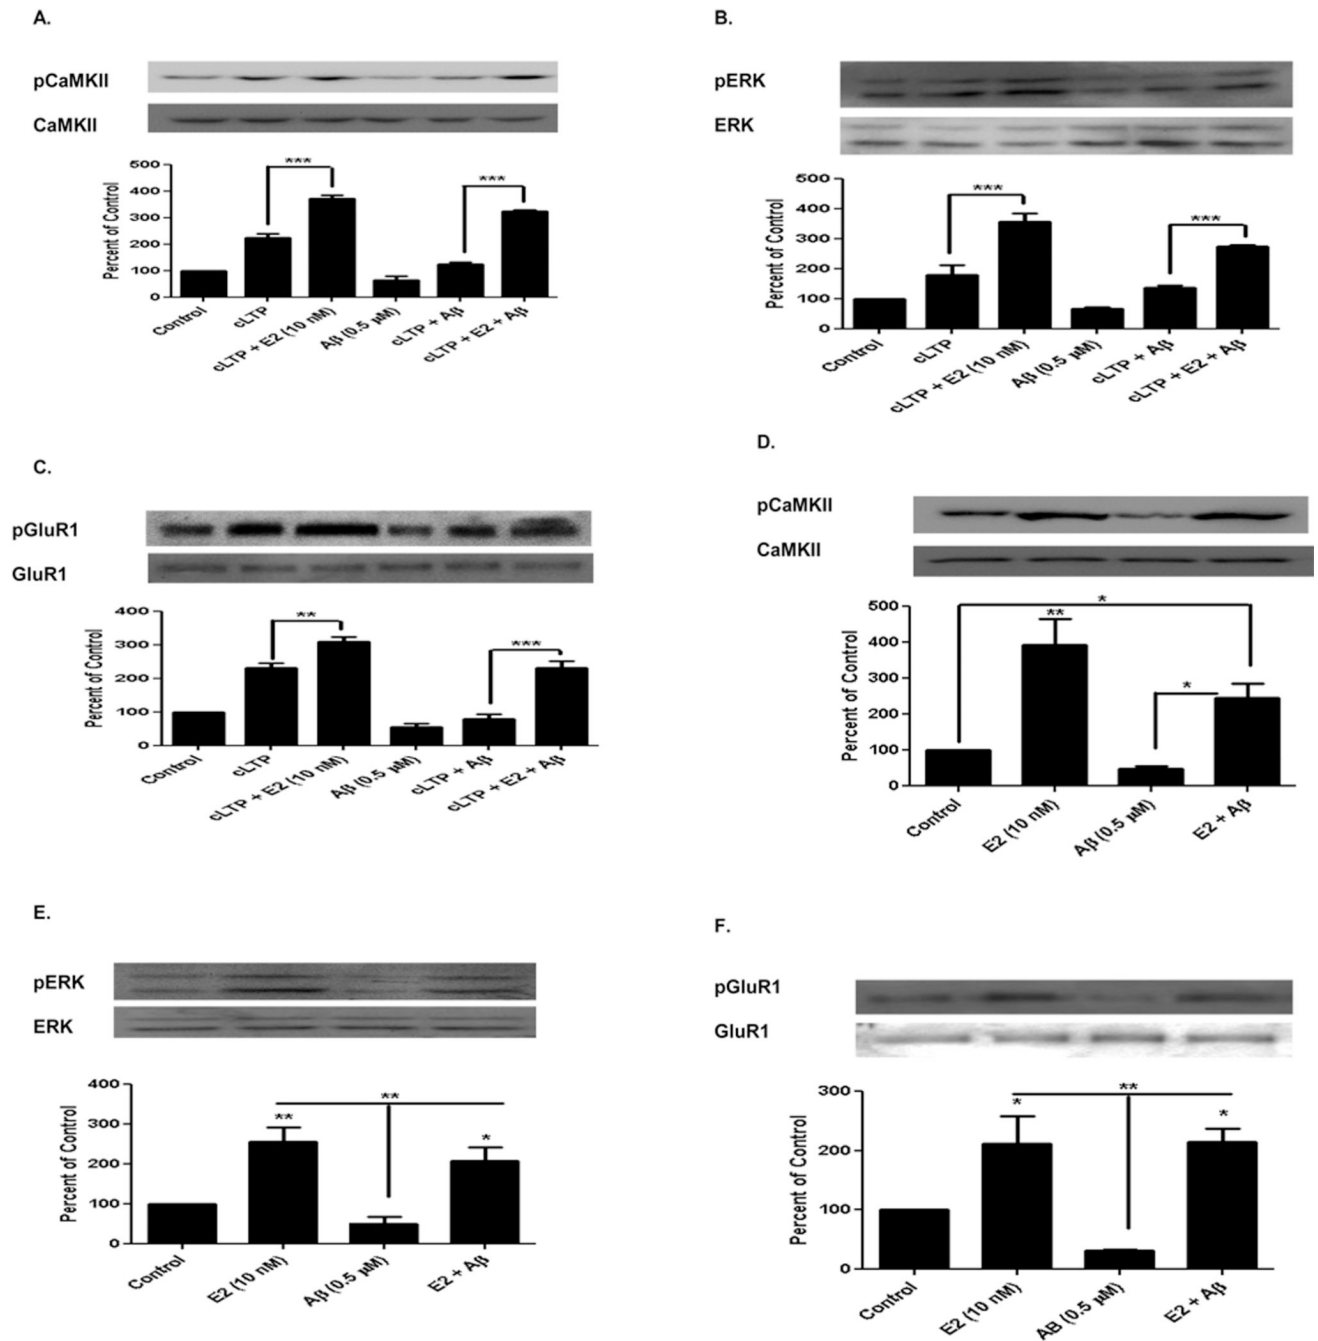 A.
pCaMKII
CaMKII
Percent of Control
500
400
300
200
100
0
***
***
Control
cLTP
cLTP + E2 (10 nM)
Aβ (0.5 µM)
cLTP + Aβ
cLTP + E2 + Aβ
B.
pERK
ERK
Percent of Control
500
400
300
200
100
0
***
***
Control
cLTP
cLTP + E2 (10 nM)
Aβ (0.5 µM)
cLTP + Aβ
cLTP + E2 + Aβ
C.
pGluR1
GluR1
Percent of Control
400
300
200
100
0
**
***
Control
cLTP
cLTP + E2 (10 nM)
Aβ (0.5 µM)
cLTP + Aβ
cLTP + E2 + Aβ
D.
pCaMKII
CaMKII
Percent of Control
500
400
300
200
100
0
*
**
*
Control
E2 (10 nM)
Aβ (0.5 µM)
E2 + Aβ
E.
pERK
ERK
Percent of Control
400
300
200
100
0
**
**
*
Control
E2 (10 nM)
Aβ (0.5 µM)
E2 + Aβ
F.
pGluR1
GluR1
Percent of Control
300
200
100
0
**
*
*
Control
E2 (10 nM)
AB (0.5 µM)
E2 + Aβ